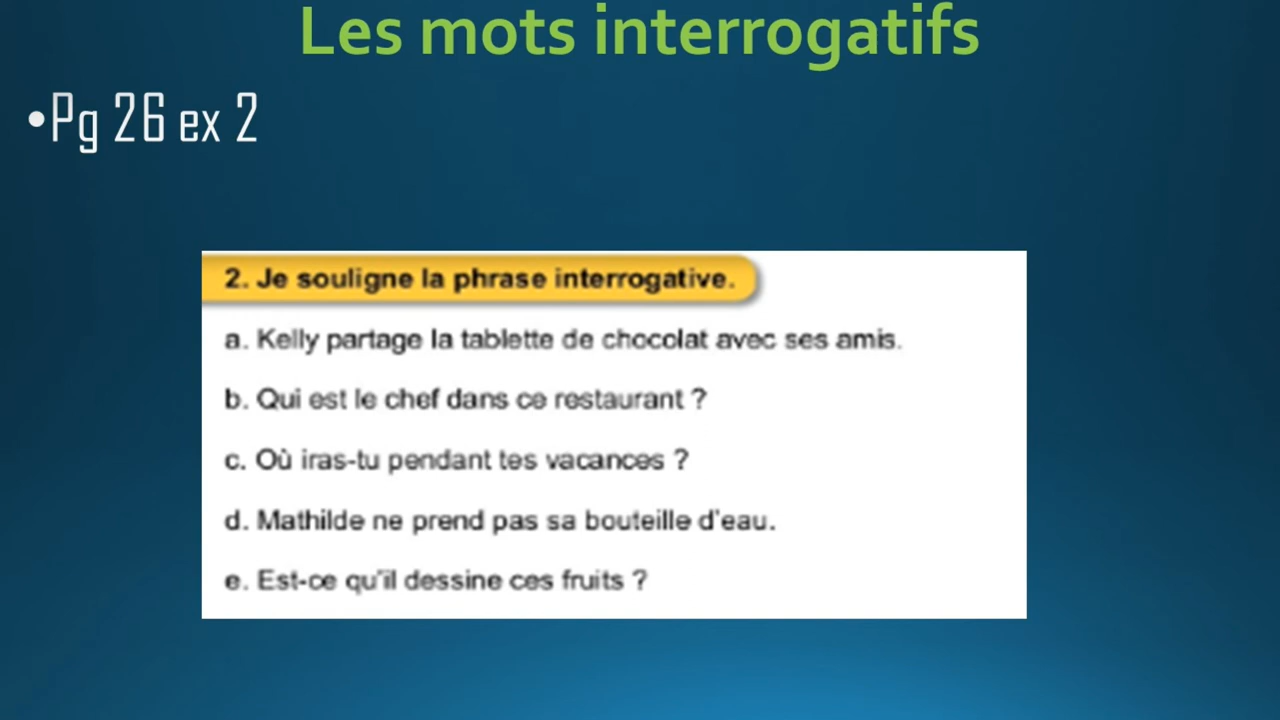 Les mots interrogatifs
•Pg 26 ex 2
2. Je souligne la phrase interrogative.
a. Kelly partage la tablette de chocolat avec ses amis.
b. Qui est le chef dans ce restaurant ?
c. Où iras-tu pendant tes vacances ?
d. Mathilde ne prend pas sa bouteille d'eau.
e. Est-ce qu'il dessine ces fruits ?